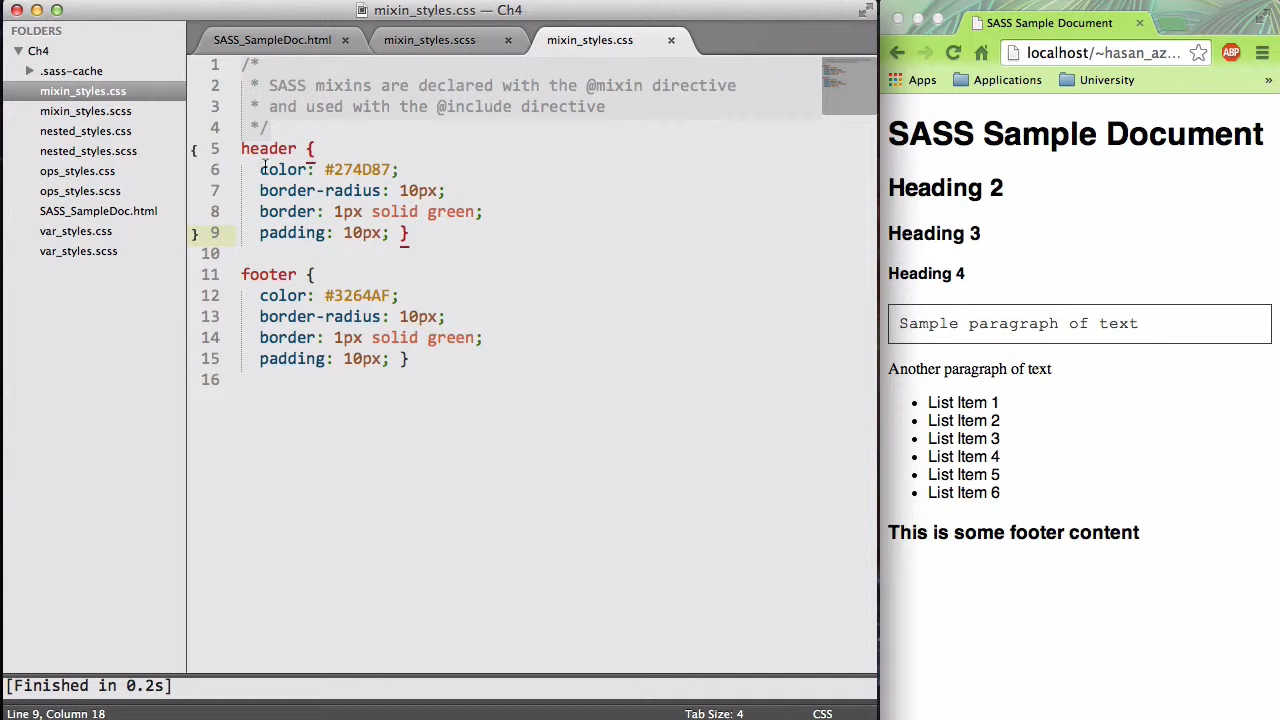 mixin_styles.css — Ch4
FOLDERS
Ch4
.sass-cache
mixin_styles.css
mixin_styles.scss
nested_styles.css
nested_styles.scss
ops_styles.css
ops_styles.scss
SASS_SampleDoc.html
var_styles.css
var_styles.scss
SASS_SampleDoc.html ×
mixin_styles.scss ×
mixin_styles.css ×
1 /*
2 * SASS mixins are declared with the @mixin directive
3 * and used with the @include directive
4 */
{ 5 header {
6 color: #274D87;
7 border-radius: 10px;
8 border: 1px solid green;
} 9 padding: 10px; }
10
11 footer {
12 color: #3264AF;
13 border-radius: 10px;
14 border: 1px solid green;
15 padding: 10px; }
16
[Finished in 0.2s]
Line 9, Column 18
Tab Size: 4
CSS
SASS Sample Document ×
localhost/~hasan_az...
ABP
Apps
Applications
University
»
SASS Sample Document
Heading 2
Heading 3
Heading 4
Sample paragraph of text
Another paragraph of text
• List Item 1
• List Item 2
• List Item 3
• List Item 4
• List Item 5
• List Item 6
This is some footer content